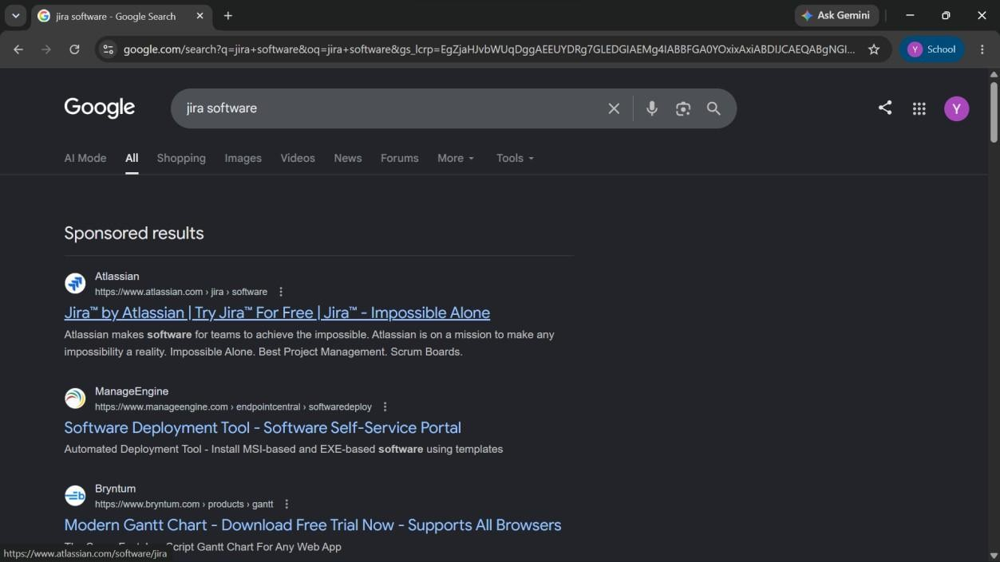 jira software - Google Search
Ask Gemini
google.com/search?q=jira+software&oq=jira+software&gs_lcrp=EgZjaHJvbWUqDggAEEUYDRg7GLEDGIAEMg4IABBFGA0YOxixAxiABDIJCAEQABgNGI...
Y School
Google
jira software
Y
AI Mode All Shopping Images Videos News Forums More Tools
Sponsored results
Atlassian
https://www.atlassian.com › jira › software
Jira™ by Atlassian | Try Jira™ For Free | Jira™ - Impossible Alone
Atlassian makes software for teams to achieve the impossible. Atlassian is on a mission to make any
impossibility a reality. Impossible Alone. Best Project Management. Scrum Boards.
ManageEngine
https://www.manageengine.com › endpointcentral › softwaredeploy
Software Deployment Tool - Software Self-Service Portal
Automated Deployment Tool - Install MSI-based and EXE-based software using templates
b
Bryntum
https://www.bryntum.com › products › gantt
Modern Gantt Chart - Download Free Trial Now - Supports All Browsers
Script Gantt Chart For Any Web App
https://www.atlassian.com/software/jira